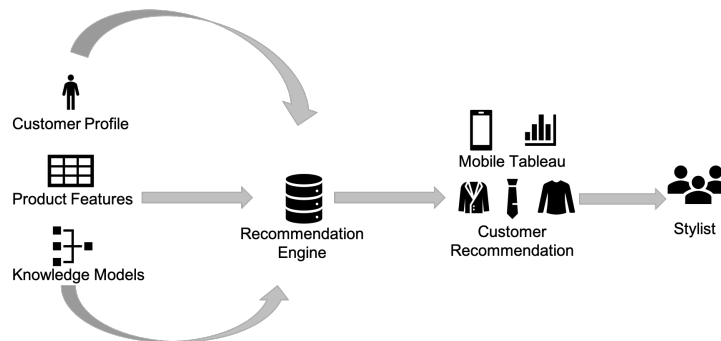 Customer Profile
Product Features
Knowledge Models
Recommendation
Engine
Mobile Tableau
Customer
Recommendation
Stylist